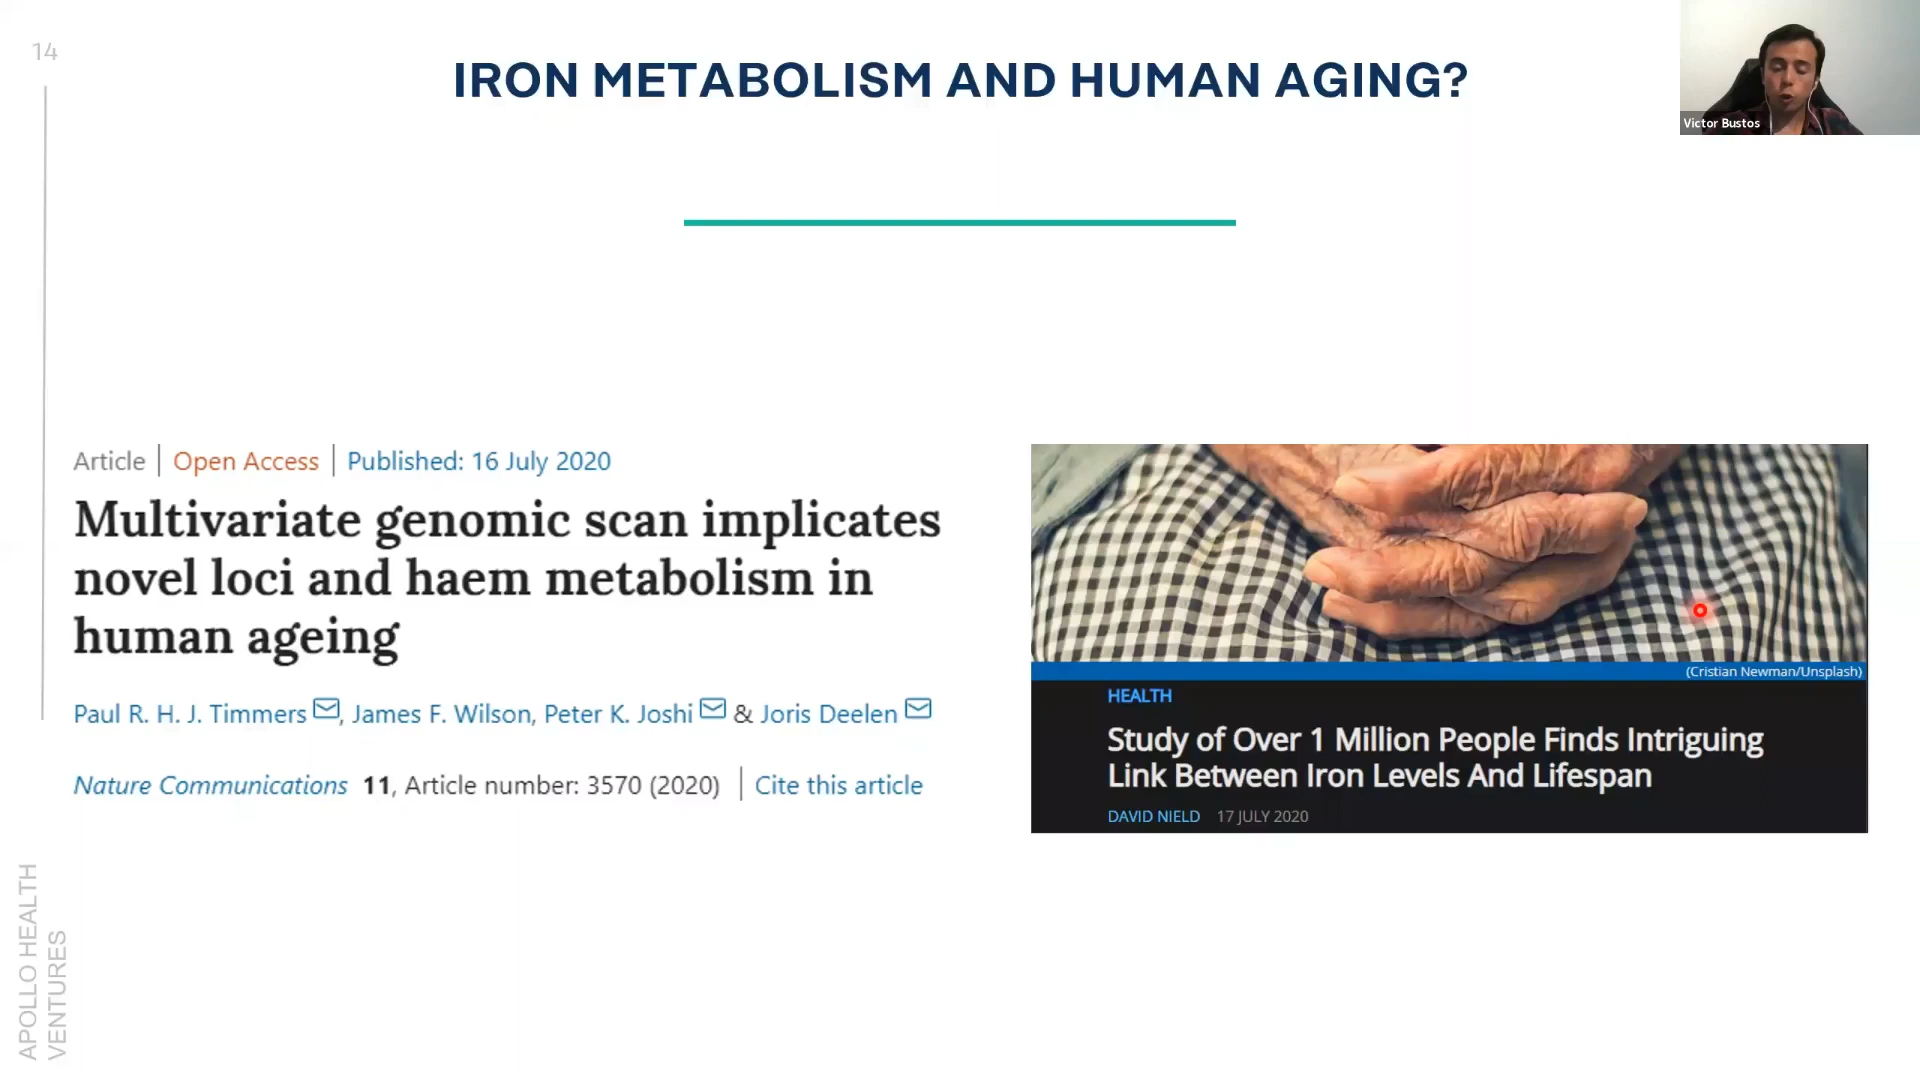 14
IRON METABOLISM AND HUMAN AGING?
Victor Bustos
Article | Open Access | Published: 16 July 2020
Multivariate genomic scan implicates
novel loci and haem metabolism in
human ageing
Paul R. H. J. Timmers, James F. Wilson, Peter K. Joshi & Joris Deelen
Nature Communications 11, Article number: 3570 (2020) | Cite this article
(Cristian Newman/Unsplash)
HEALTH
Study of Over 1 Million People Finds Intriguing
Link Between Iron Levels And Lifespan
DAVID NIELD 17 JULY 2020
APOLLO HEALTH
VENTURES